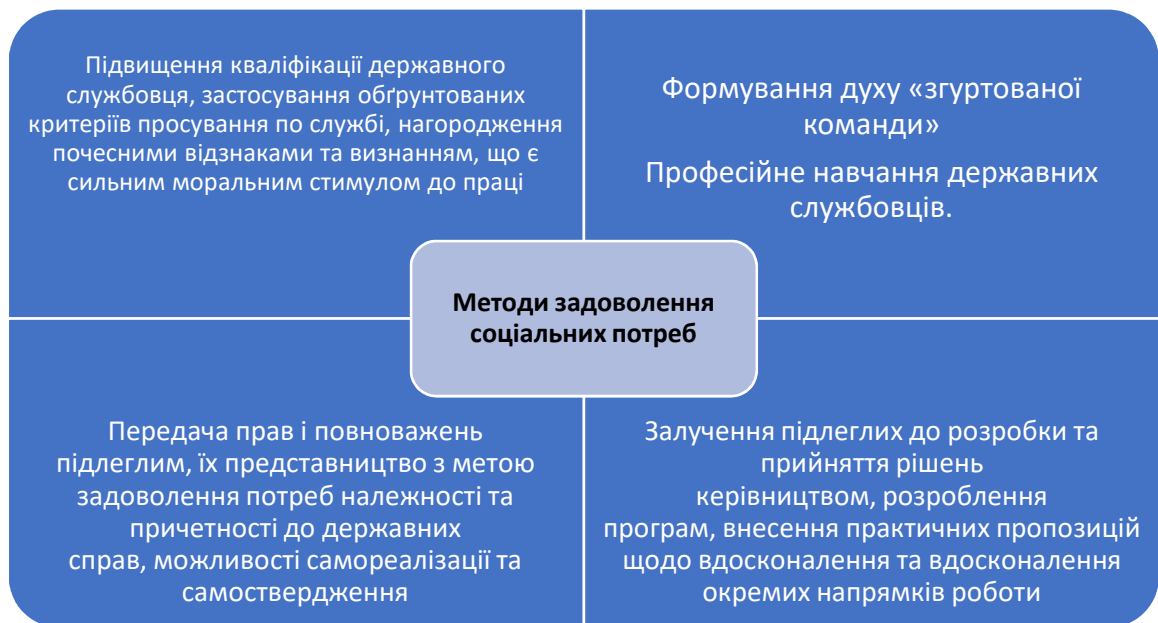 Підвищення кваліфікації державного
службовця, застосування обґрунтованих
критеріїв просування по службі, нагородження
почесними відзнаками та визнанням, що є
сильним моральним стимулом до праці
Формування духу «згуртованої
команди»
Професійне навчання державних
службовців.
Методи задоволення
соціальних потреб
Передача прав і повноважень
підлеглим, їх представництво з метою
задоволення потреб належності та
причетності до державних
справ, можливості самореалізації та
самоствердження
Залучення підлеглих до розробки та
прийняття рішень
керівництвом, розроблення
програм, внесення практичних пропозицій
щодо вдосконалення та вдосконалення
окремих напрямків роботи